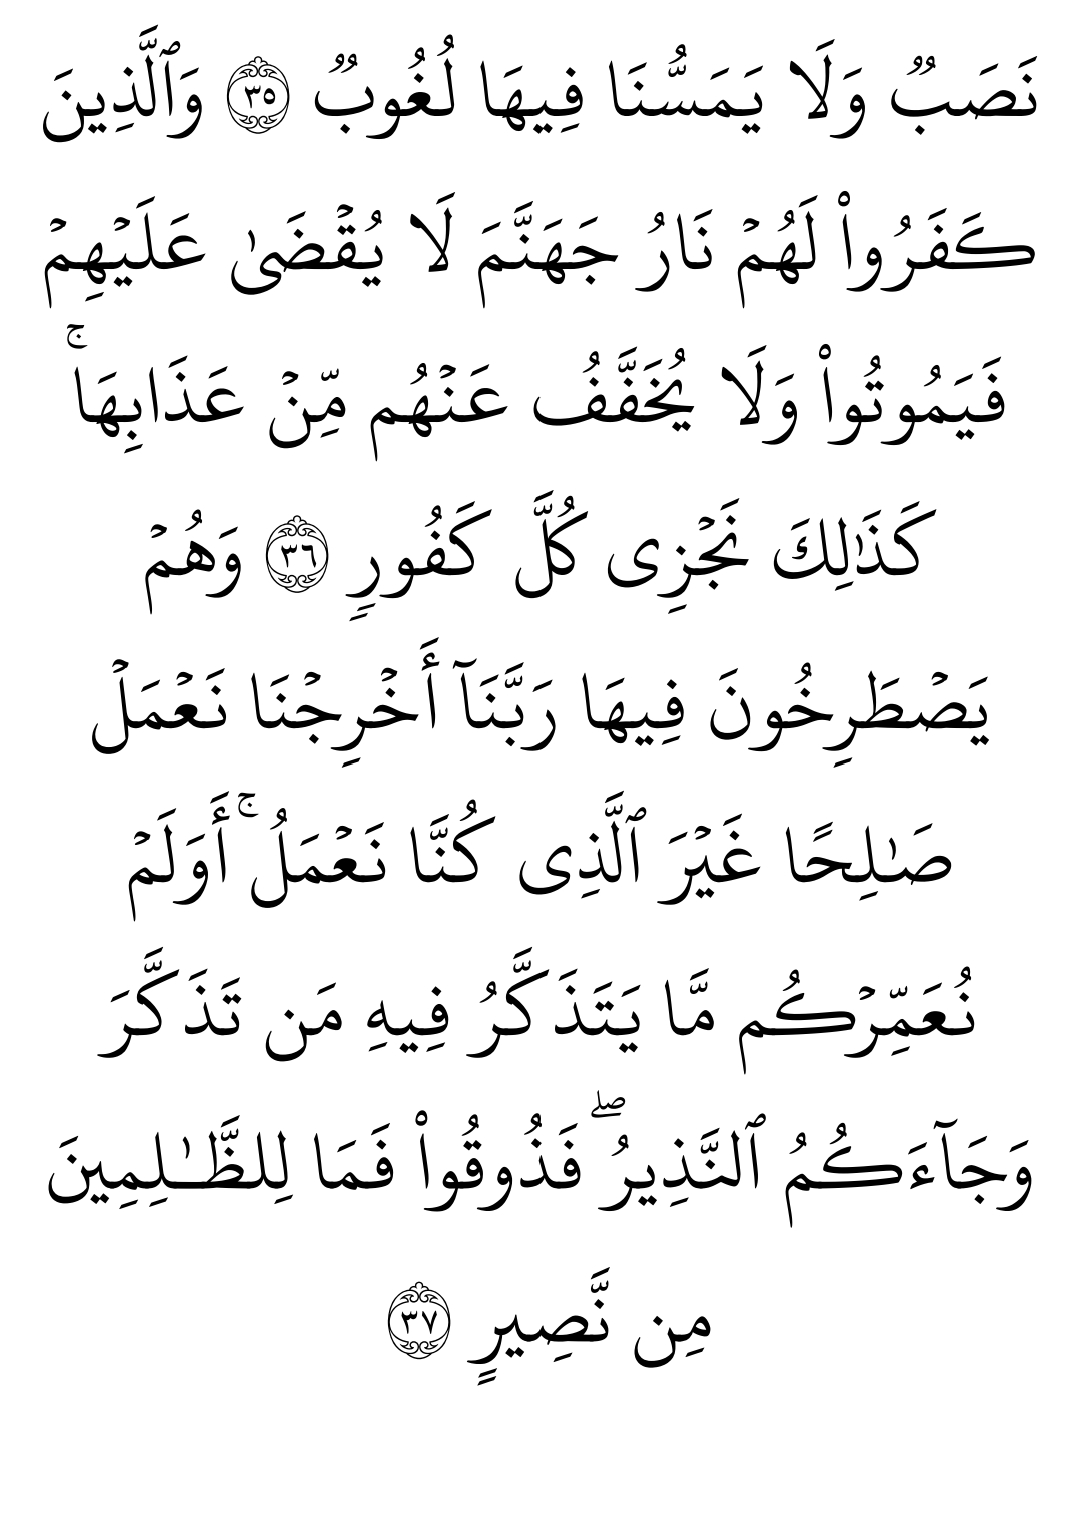 نَصَبٞ وَلَا يَمَسُّنَا فِيهَا لُغُوبٞ ٣٥ وَٱلَّذِينَ
كَفَرُواْ لَهُمۡ نَارُ جَهَنَّمَ لَا يُقۡضَىٰ عَلَيۡهِمۡ
فَيَمُوتُواْ وَلَا يُخَفَّفُ عَنۡهُم مِّنۡ عَذَابِهَاۚ
كَذَٰلِكَ نَجۡزِي كُلَّ كَفُورٖ ٣٦ وَهُمۡ
يَصۡطَرِخُونَ فِيهَا رَبَّنَآ أَخۡرِجۡنَا نَعۡمَلۡ
صَٰلِحًا غَيۡرَ ٱلَّذِي كُنَّا نَعۡمَلُۚ أَوَلَمۡ
نُعَمِّرۡكُم مَّا يَتَذَكَّرُ فِيهِ مَن تَذَكَّرَ
وَجَآءَكُمُ ٱلنَّذِيرُۖ فَذُوقُواْ فَمَا لِلظَّـٰلِمِينَ
مِن نَّصِيرٍ ٣٧